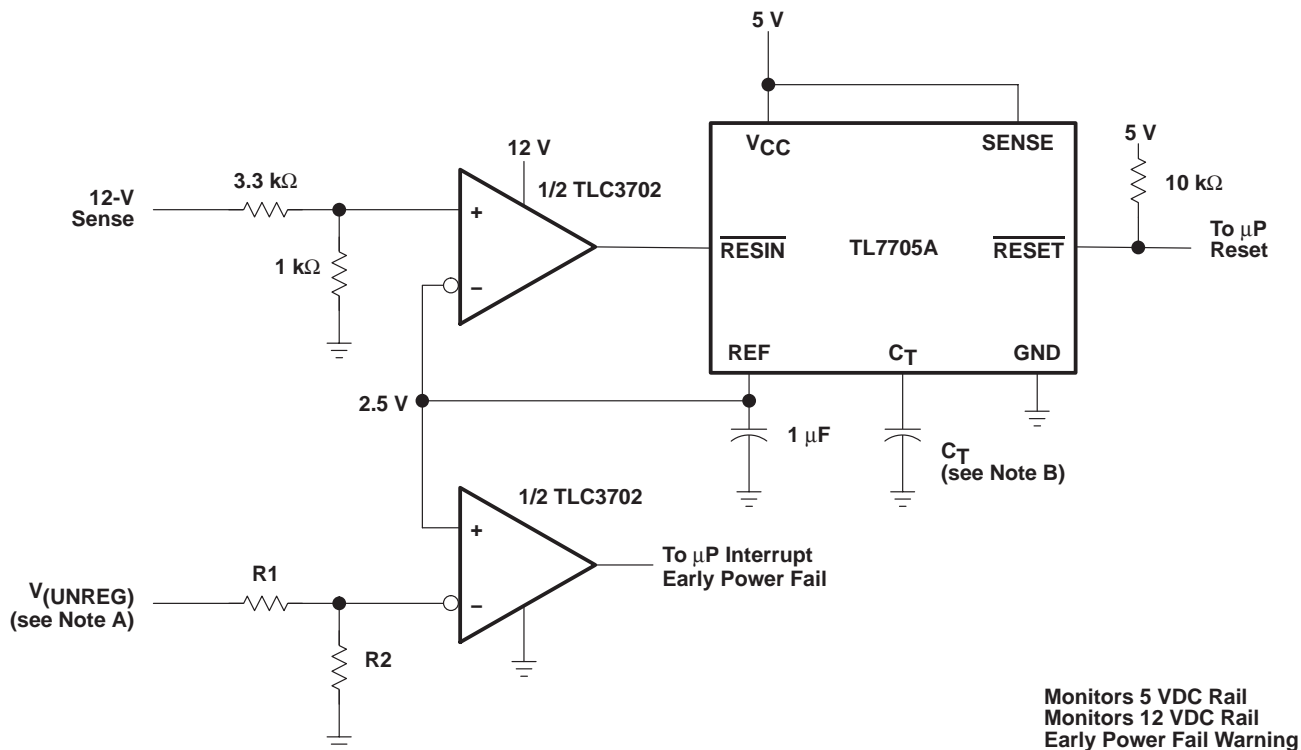 5 V
VCC
SENSE
5 V
10 kΩ
12 V
1/2 TLC3702
3.3 kΩ
12-V
Sense
+
1 kΩ
–
RESIN
TL7705A
RESET
To μP
Reset
REF
CT
GND
2.5 V
1 μF
CT
(see Note B)
1/2 TLC3702
+
To μP Interrupt
Early Power Fail
V(UNREG)
(see Note A)
R1
–
R2
Monitors 5 VDC Rail
Monitors 12 VDC Rail
Early Power Fail Warning